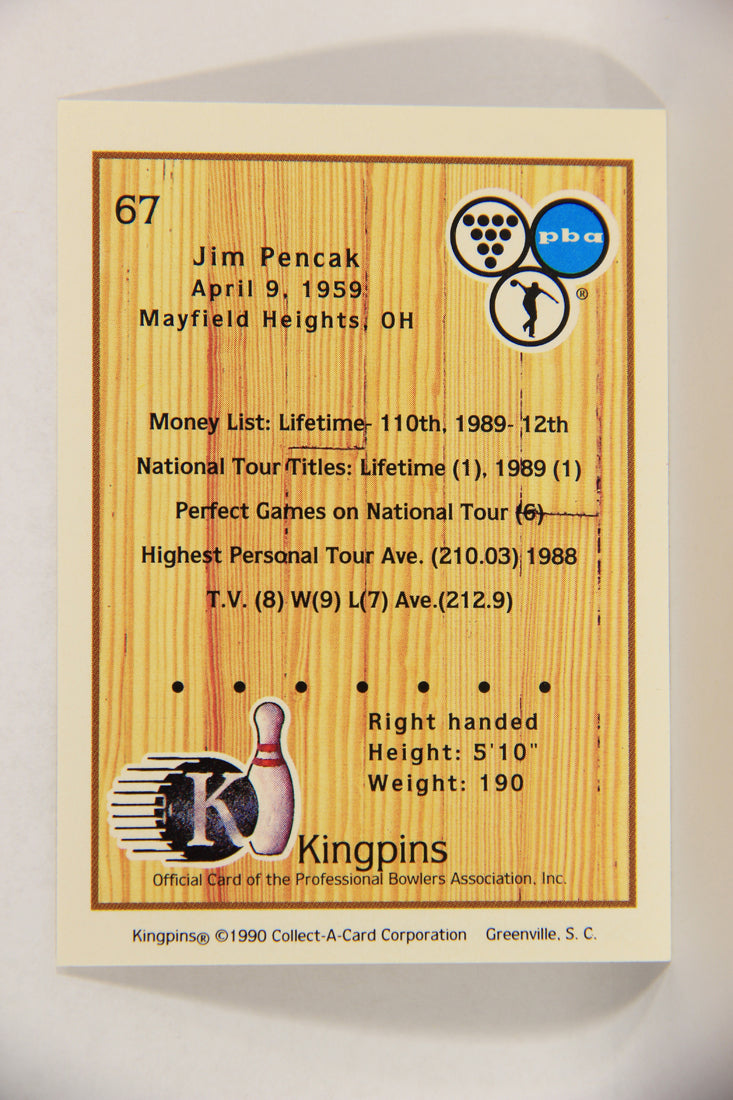 67
pba
®
Jim Pencak
April 9, 1959
Mayfield Heights, OH
Money List: Lifetime- 110th, 1989- 12th
National Tour Titles: Lifetime (1), 1989 (1)
Perfect Games on National Tour (6)
Highest Personal Tour Ave. (210.03) 1988
T.V. (8) W(9) L(7) Ave.(212.9)
Right handed
Height: 5'10"
Weight: 190
K
Kingpins
Official Card of the Professional Bowlers Association, Inc.
Kingpins® ©1990 Collect-A-Card Corporation Greenville, S. C.